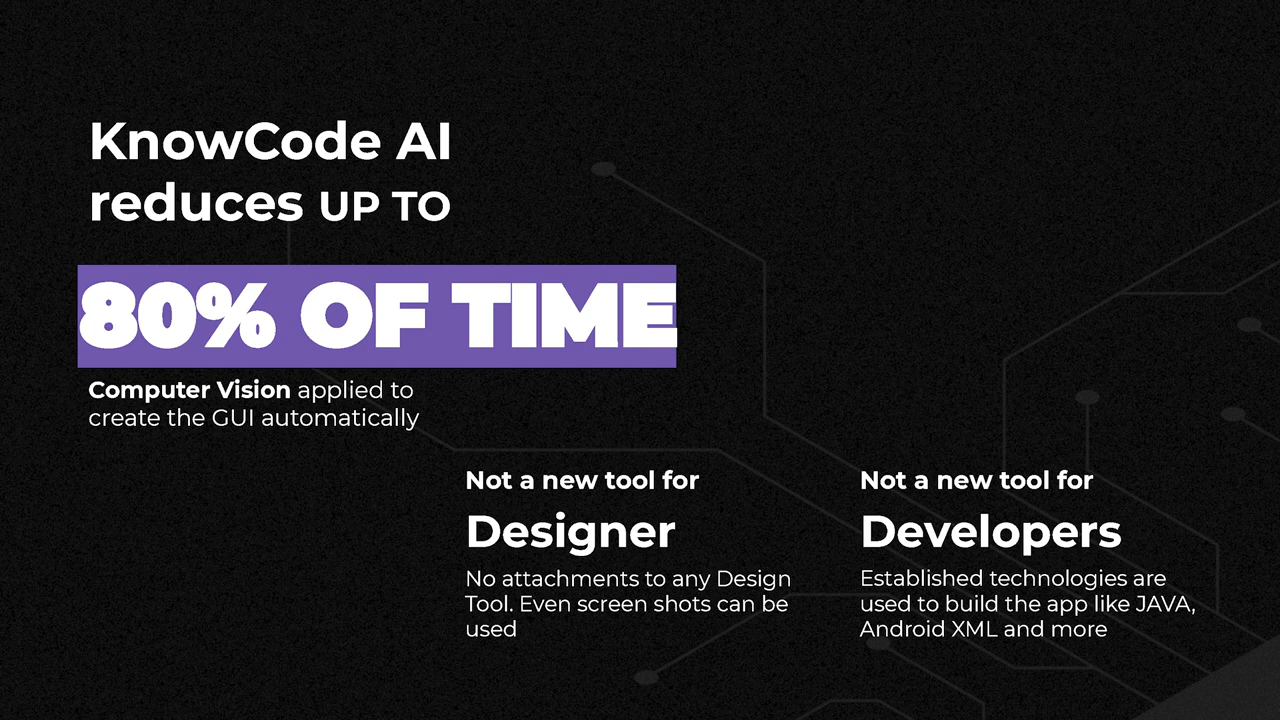 KnowCode AI
reduces UP TO
80% OF TIME
Computer Vision applied to
create the GUI automatically
Not a new tool for
Designer
No attachments to any Design
Tool. Even screen shots can be
used
Not a new tool for
Developers
Established technologies are
used to build the app like JAVA,
Android XML and more